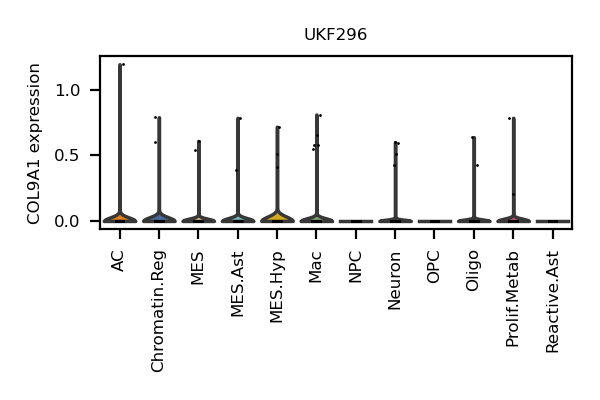 UKF296
COL9A1 expression
1.0
0.5
0.0
AC
Chromatin.Reg
MES
MES.Ast
MES.Hyp
Mac
NPC
Neuron
OPC
Oligo
Prolif.Metab
Reactive.Ast